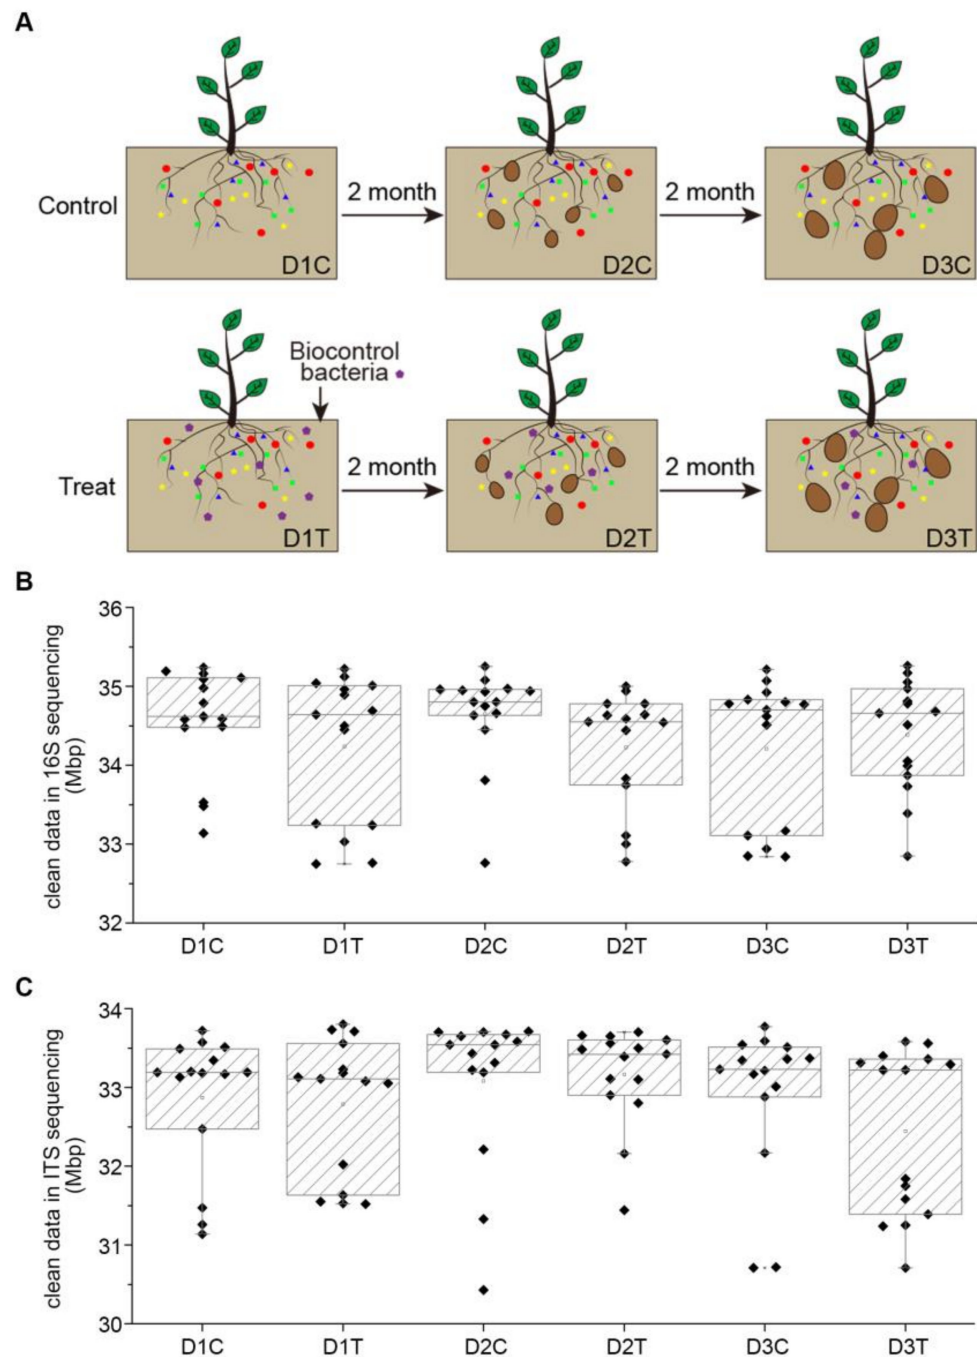 A
Control
2 month
2 month
D1C
D2C
D3C
Biocontrol
bacteria
Treat
2 month
2 month
D1T
D2T
D3T
B
clean data in 16S sequencing
(Mbp)
36
35
34
33
32
D1C
D1T
D2C
D2T
D3C
D3T
C
clean data in ITS sequencing
(Mbp)
34
33
32
31
30
D1C
D1T
D2C
D2T
D3C
D3T